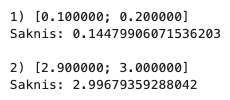 1) [0.100000; 0.200000]
Saknis: 0.14479906071536203
2) [2.900000; 3.000000]
Saknis: 2.99679359288042